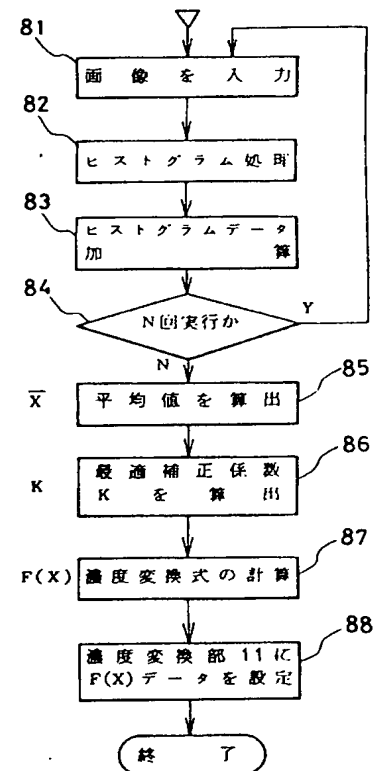 81
画像を入力
82
ヒストグラム処理
83
ヒストグラムデータ
加算
84
N回実行か
Y
N
85
X̄
平均値を算出
86
最適補正係数
K
Kを算出
87
F(X)
濃度変換式の計算
88
濃度変換部11に
F(X)データを設定
終了